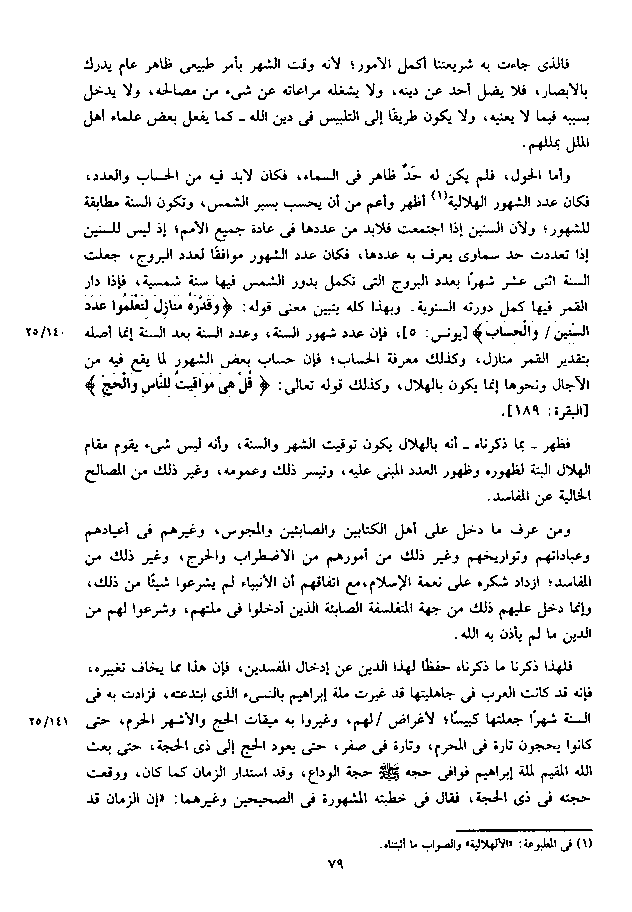 فالذى جاءت به شريعتنا أكمل الأمور؛ لأنه وقت الشهر بأمر طبيعى ظاهر عام يدرك
بالأبصار، فلا يضل أحد عن دينه، ولا يشغله مراعاته عن شىء من مصالحه، ولا يدخل
بسببه فيما لا يعنيه، ولا يكون طريقًا إلى التلبيس فى دين الله ـ كما يفعل بعض علماء أهل
الملل بمللهم.
وأما الحول، فلم يكن له حَدٌ ظاهر فى السماء، فكان لابد فيه من الحساب والعدد،
فكان عدد الشهور الهلالية(١) أظهر وأعم من أن يحسب بسير الشمس، وتكون السنة مطابقة
للشهور؛ ولأن السنين إذا اجتمعت فلابد من عددها فى عادة جميع الأمم؛ إذ ليس للسنين
إذا تعددت حد سماوى يعرف به عددها، فكان عدد الشهور موافقًا لعدد البروج، جعلت
السنة اثنى عشر شهرًا بعدد البروج التى تكمل بدور الشمس فيها سنة شمسية، فإذا دار
القمر فيها كمل دورته السنوية. وبهذا كله يتبين معنى قوله: ﴿وَقَدَّرَهُ مَنَازِلَ لِتَعْلَمُوا عَدَدَ
السِّنِينَ / وَالْحِسَابَ﴾ [يونس: ٥]، فإن عدد شهور السنة، وعدد السنة بعد السنة إنما أصله
٢٥/١٤٠
بتقدير القمر منازل، وكذلك معرفة الحساب؛ فإن حساب بعض الشهور لما يقع فيه من
الآجال ونحوها إنما يكون بالهلال، وكذلك قوله تعالى: ﴿ قُلْ هِيَ مَوَاقِيتُ لِلنَّاسِ وَالْحَجِّ ﴾
[البقرة: ١٨٩].
فظهر ـ بما ذكرناه ـ أنه بالهلال يكون توقيت الشهر والسنة، وأنه ليس شىء يقوم مقام
الهلال البتة لظهوره وظهور العدد المبنى عليه، وتيسر ذلك وعمومه، وغير ذلك من المصالح
الخالية عن المفاسد.
ومن عرف ما دخل على أهل الكتابين والصابئين والمجوس، وغيرهم فى أعيادهم
وعباداتهم وتواريخهم وغير ذلك من أمورهم من الاضطراب والحرج، وغير ذلك من
المفاسد؛ ازداد شكره على نعمة الإسلام،مع اتفاقهم أن الأنبياء لم يشرعوا شيئًا من ذلك،
وإنما دخل عليهم ذلك من جهة المتفلسفة الصابئة الذين أدخلوا فى ملتهم، وشرعوا لهم من
الدين ما لم يأذن به الله.
فلهذا ذكرنا ما ذكرناه حفظًا لهذا الدين عن إدخال المفسدين، فإن هذا مما يخاف تغييره،
فإنه قد كانت العرب فى جاهليتها قد غيرت ملة إبراهيم بالنسىء الذى ابتدعته، فزادت به فى
السنة شهرًا جعلتها كبيسًا؛ لأغراض /لهم، وغيروا به ميقات الحج والأشهر الحرم، حتى
٢٥/١٤١
كانوا يحجون تارة فى المحرم، وتارة فى صفر، حتى يعود الحج إلى ذى الحجة، حتى بعث
الله المقيم لملة إبراهيم فوافى حجه ﷺ حجة الوداع، وقد استدار الزمان كما كان، ووقعت
حجته فى ذى الحجة، فقال فى خطبته المشهورة فى الصحيحين وغيرهما: «إن الزمان قد
(١) فى المطبوعة: «الألهلالية» والصواب ما أثبتناه.
٧٩